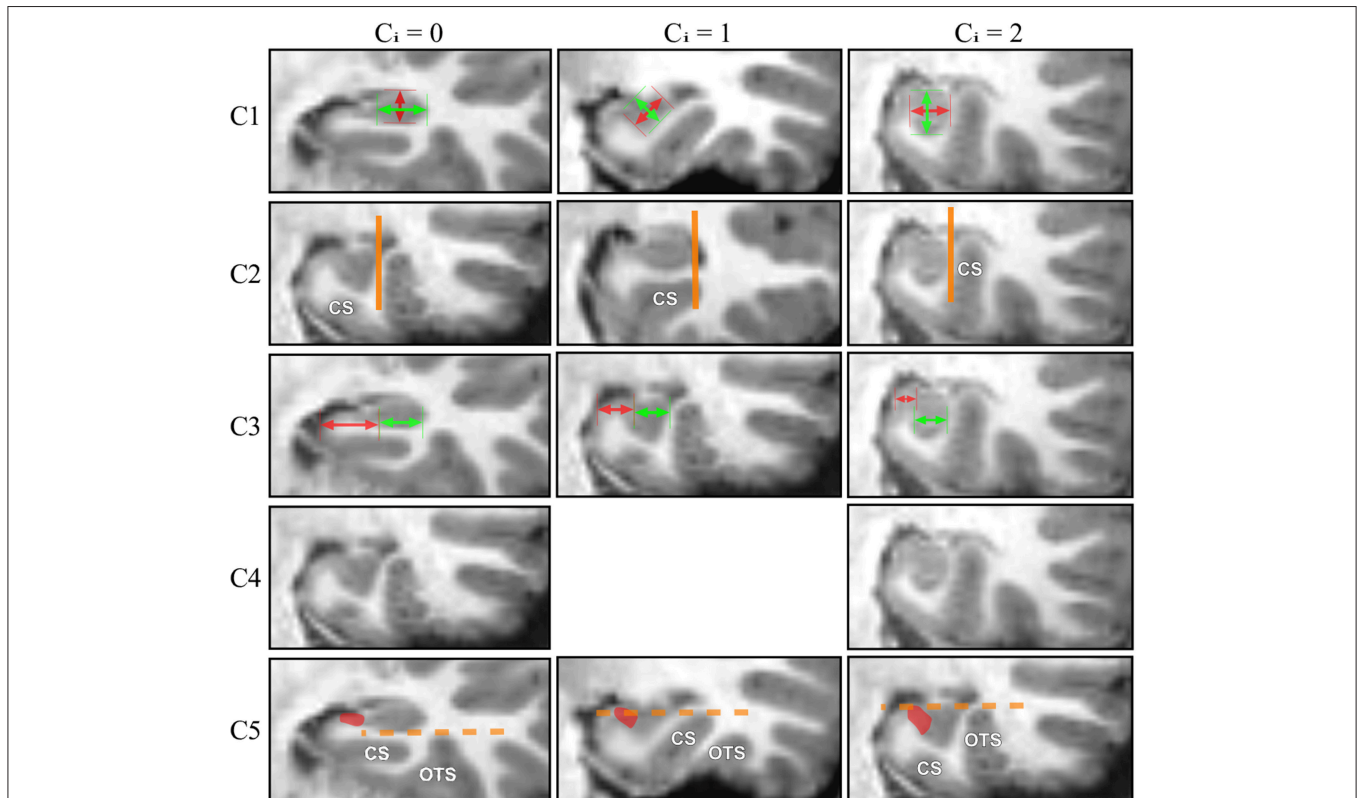 Cᵢ = 0 Cᵢ = 1 Cᵢ = 2
C1
C2 CS CS CS
C3
C4
C5 CS OTS CS OTS CS OTS